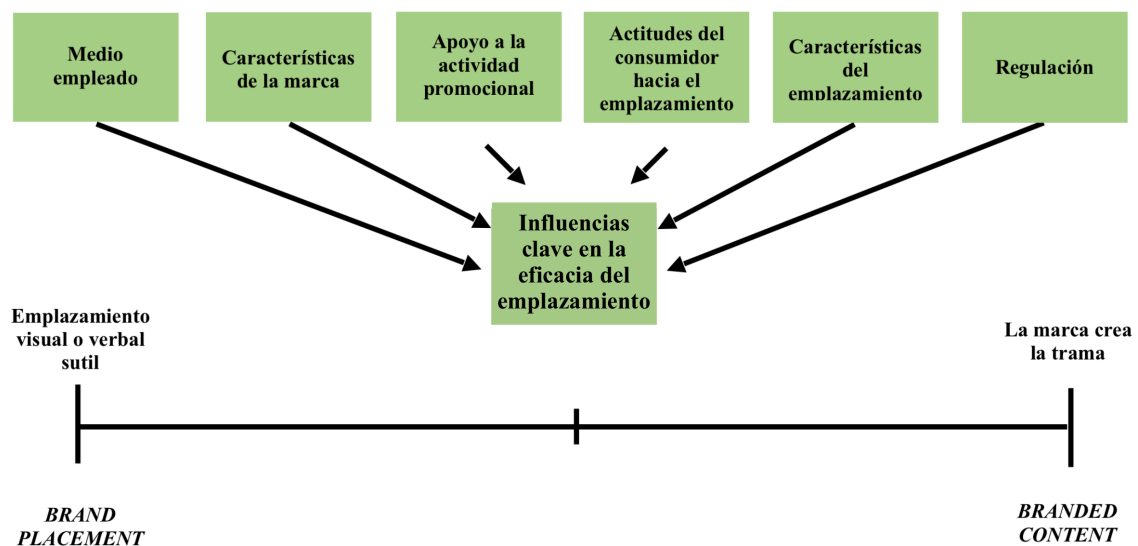 Medio
empleado
Características
de la marca
Apoyo a la
actividad
promocional
Actitudes del
consumidor
hacia el
emplazamiento
Características
del
emplazamiento
Regulación
Influencias
clave en la
eficacia del
emplazamiento
Emplazamiento
visual o verbal
sutil
La marca crea
la trama
BRAND
PLACEMENT
BRANDED
CONTENT